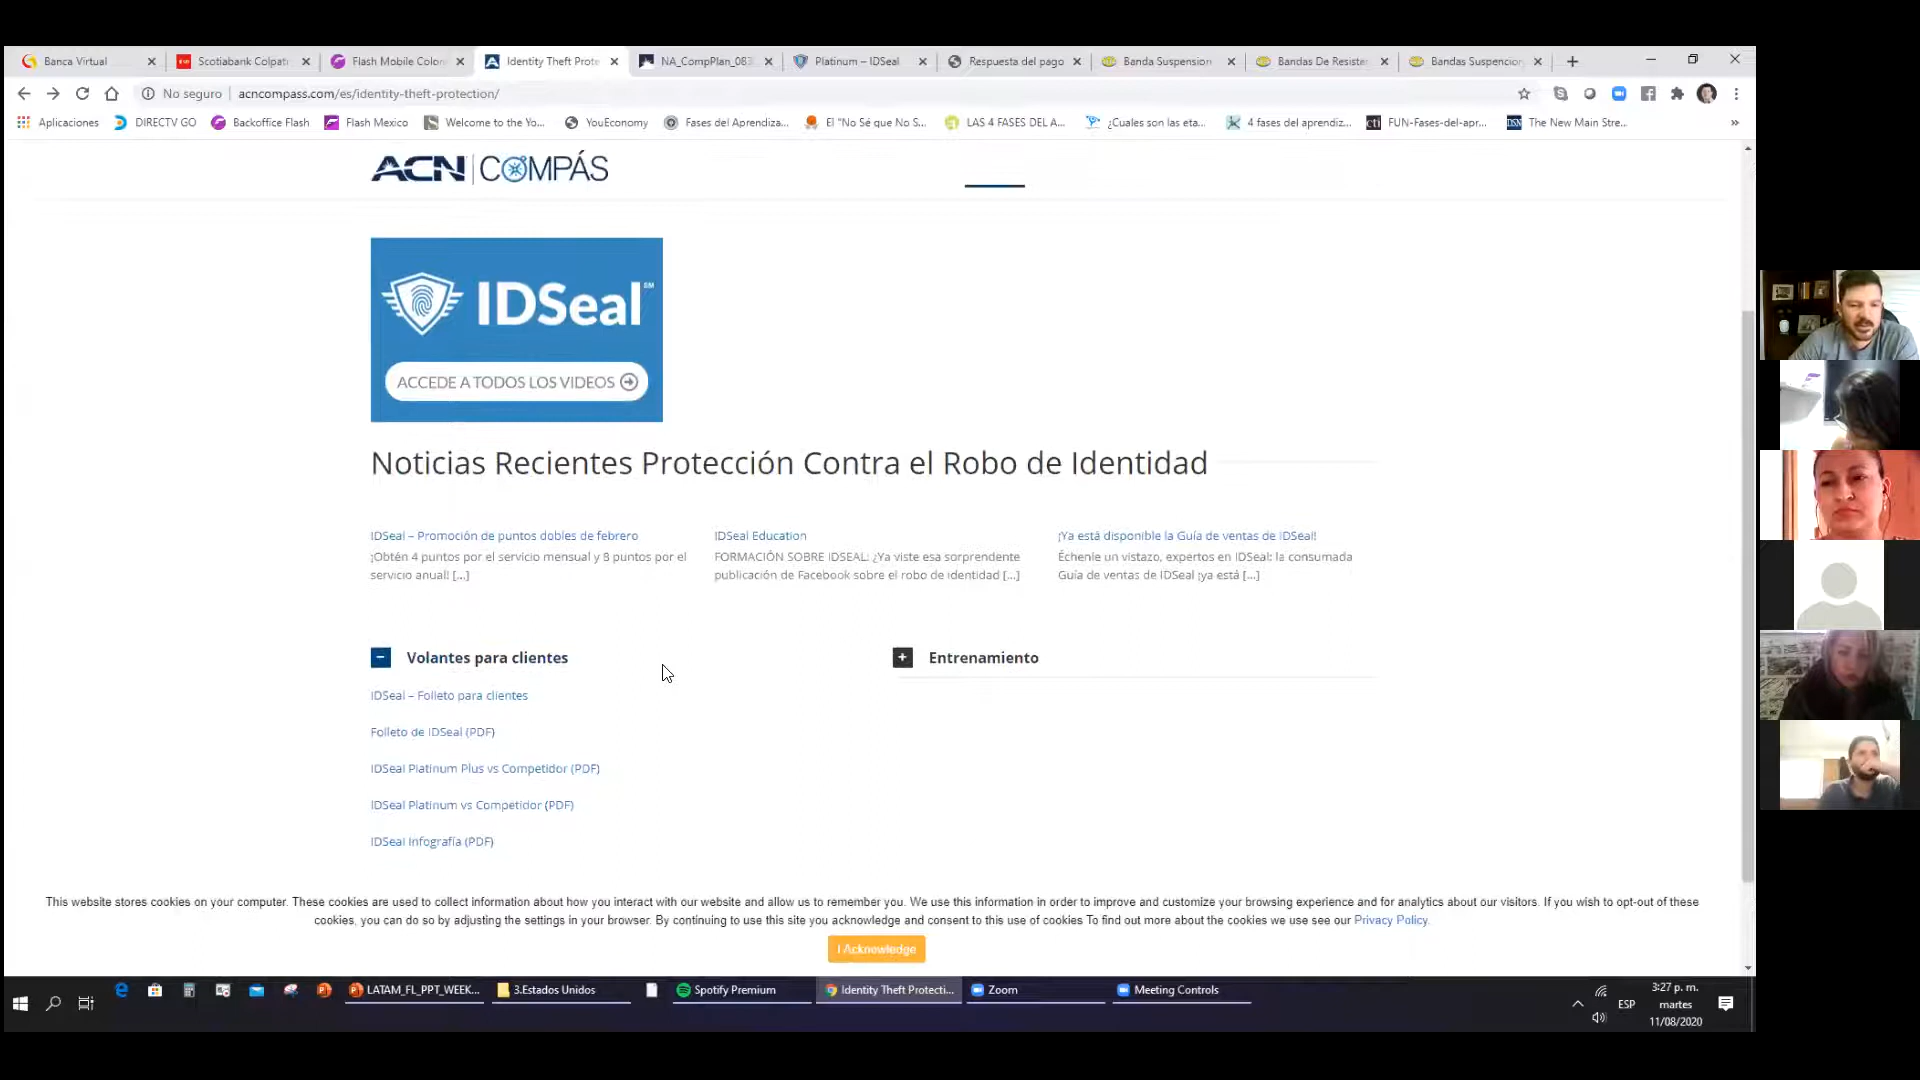 Banca Virtual
Scotiabank Colpat
Flash Mobile Colom
Identity Theft Prote
NA_CompPlan_083
Platinum – IDSeal
Respuesta del pago
Banda Suspension
Bandas De Resiste
Bandas Suspension
No seguro | acncompass.com/es/identity-theft-protection/
Aplicaciones
DIRECTV GO
Backoffice Flash
Flash Mexico
Welcome to the Yo...
YouEconomy
Fases del Aprendiza...
El "No Sé que No S...
LAS 4 FASES DEL A...
¿Cuales son las eta...
4 fases del aprendiz...
cti FUN-Fases-del-apr...
The New Main Stre...
ACN | COMPÁS
IDSeal℠
ACCEDE A TODOS LOS VIDEOS
Noticias Recientes Protección Contra el Robo de Identidad
IDSeal – Promoción de puntos dobles de febrero
¡Obtén 4 puntos por el servicio mensual y 8 puntos por el
servicio anual! [...]
IDSeal Education
FORMACIÓN SOBRE IDSEAL: ¿Ya viste esa sorprendente
publicación de Facebook sobre el robo de identidad [...]
¡Ya está disponible la Guía de ventas de IDSeal!
Échenle un vistazo, expertos en IDSeal: la consumada
Guía de ventas de IDSeal ¡ya está [...]
Volantes para clientes
IDSeal – Folleto para clientes
Folleto de IDSeal (PDF)
IDSeal Platinum Plus vs Competidor (PDF)
IDSeal Platinum vs Competidor (PDF)
IDSeal Infografía (PDF)
Entrenamiento
This website stores cookies on your computer. These cookies are used to collect information about how you interact with our website and allow us to remember you. We use this information in order to improve and customize your browsing experience and for analytics about our visitors. If you wish to opt-out of these
cookies, you can do so by adjusting the settings in your browser. By continuing to use this site you acknowledge and consent to this use of cookies To find out more about the cookies we use see our Privacy Policy.
I Acknowledge
LATAM_FL_PPT_WEEK...
3.Estados Unidos
Spotify Premium
Identity Theft Protecti...
Zoom
Meeting Controls
ESP
3:27 p. m.
martes
11/08/2020